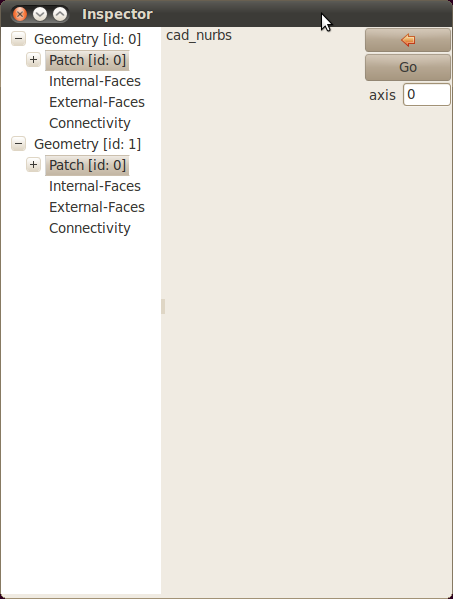 Inspector
Geometry [id: 0]
Patch [id: 0]
Internal-Faces
External-Faces
Connectivity
Geometry [id: 1]
Patch [id: 0]
Internal-Faces
External-Faces
Connectivity
cad_nurbs
Go
axis 0